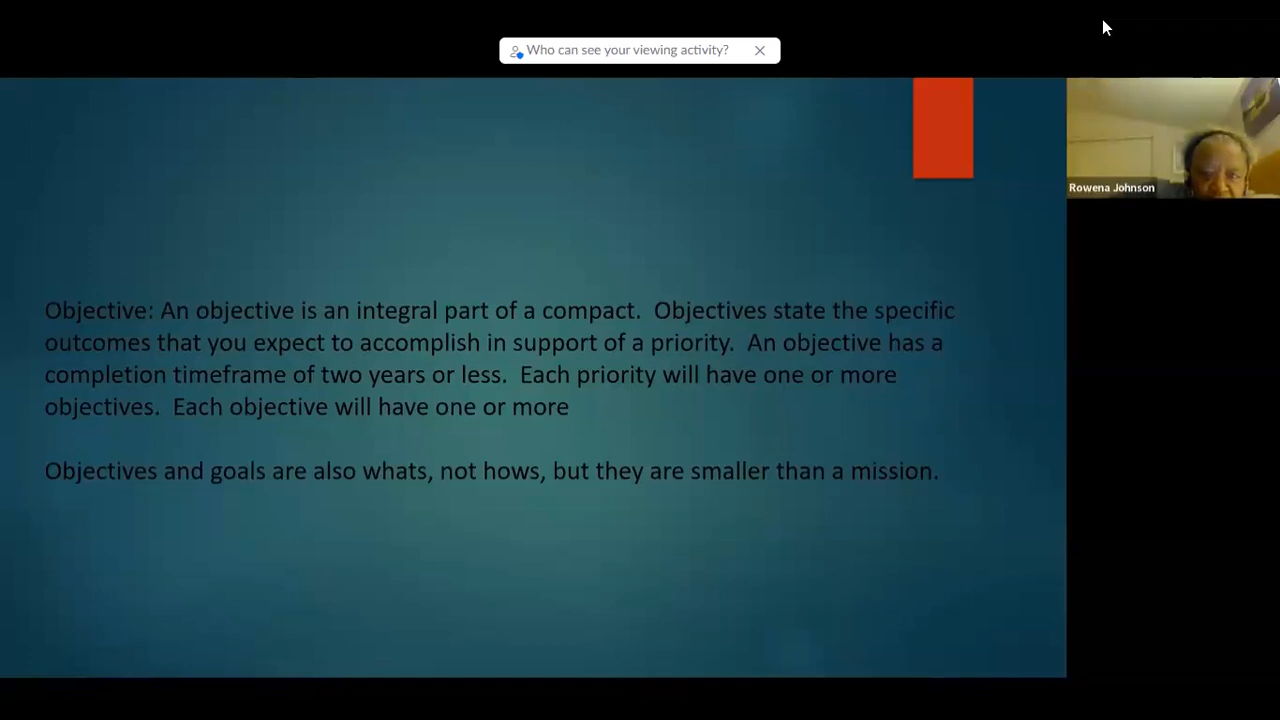 Who can see your viewing activity?
Rowena Johnson
Objective: An objective is an integral part of a compact.  Objectives state the specific
outcomes that you expect to accomplish in support of a priority.  An objective has a
completion timeframe of two years or less.  Each priority will have one or more
objectives.  Each objective will have one or more
Objectives and goals are also whats, not hows, but they are smaller than a mission.